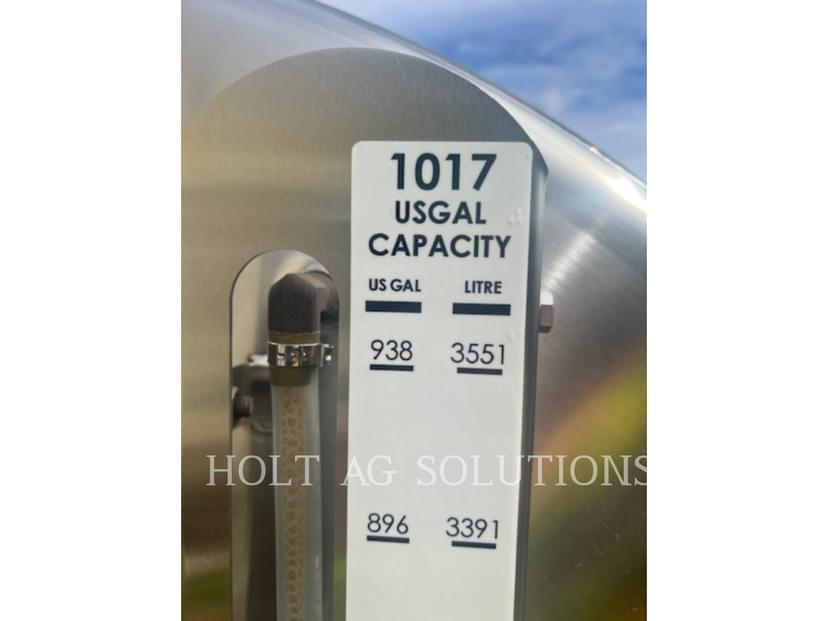 1017
USGAL
CAPACITY
US GAL LITRE
938 3551
HOLT AG SOLUTIONS
896 3391